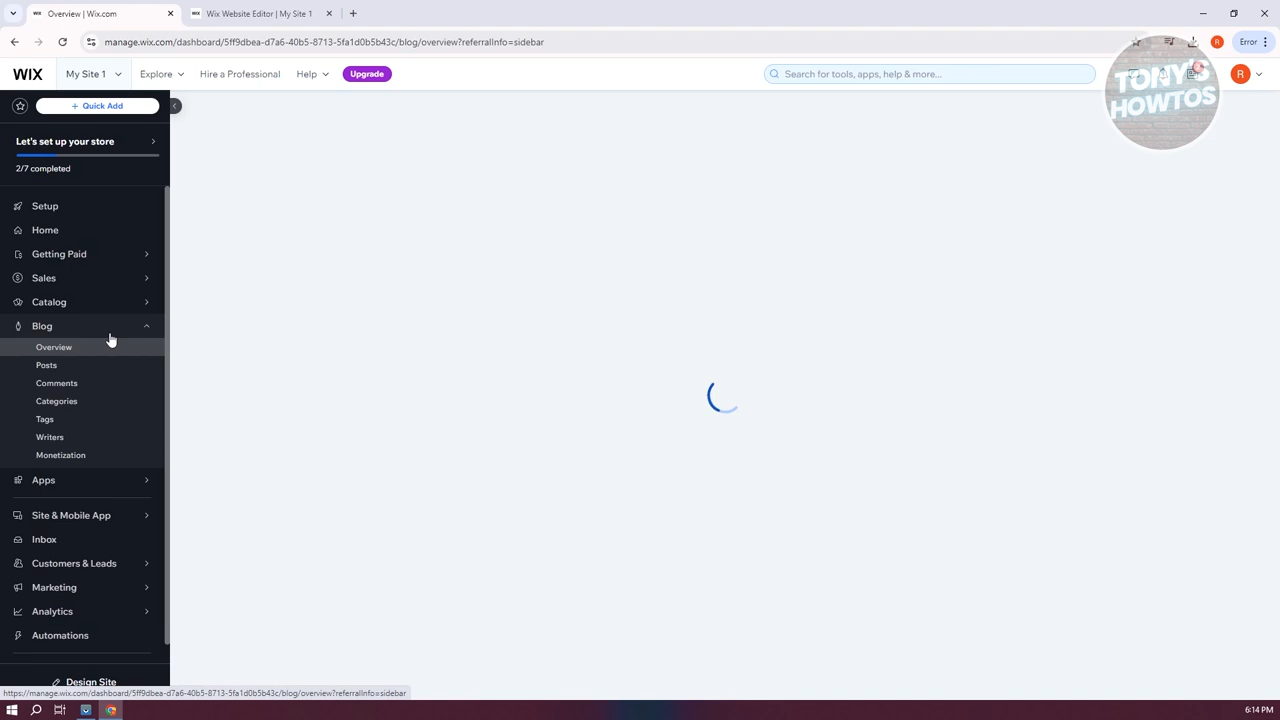 Overview | Wix.com
Wix Website Editor | My Site 1
manage.wix.com/dashboard/5ff9dbea-d7a6-40b5-8713-5fa1d0b5b43c/blog/overview?referralInfo=sidebar
R
Error
WIX
My Site 1
Explore
Hire a Professional
Help
Upgrade
Search for tools, apps, help & more...
R
TONY'S
HOWTOS
+ Quick Add
Let's set up your store
2/7 completed
Setup
Home
Getting Paid
Sales
Catalog
Blog
Overview
Posts
Comments
Categories
Tags
Writers
Monetization
Apps
Site & Mobile App
Inbox
Customers & Leads
Marketing
Analytics
Automations
Design Site
https://manage.wix.com/dashboard/5ff9dbea-d7a6-40b5-8713-5fa1d0b5b43c/blog/overview?referralInfo=sidebar
6:14 PM